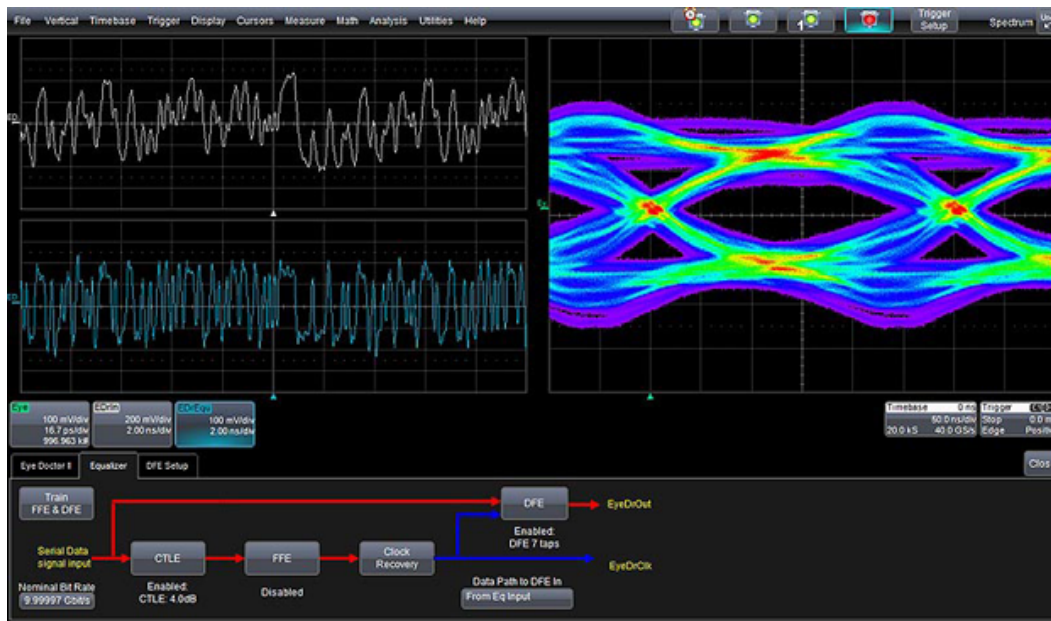 File Vertical Timebase Trigger Display Cursors Measure Math Analysis Utilities Help
Trigger
Setup
Spectrum
1
Eye
100 mV/div
16.7 ps/div
996.963 k#
EDrIn
200 mV/div
2.00 ns/div
EDrEqu
100 mV/div
2.00 ns/div
Timebase 0 ns
50.0 ns/div
20.0 kS 40.0 GS/s
Trigger
Stop
Edge
Eye Doctor II Equalizer DFE Setup
Train
FFE & DFE
DFE
EyeDrOut
Enabled:
DFE 7 taps
Serial Data
signal input
CTLE
FFE
Clock
Recovery
EyeDrClk
Nominal Bit Rate
9.99997 Gbit/s
Enabled:
CTLE: 4.0dB
Disabled
Data Path to DFE In
From Eq Input